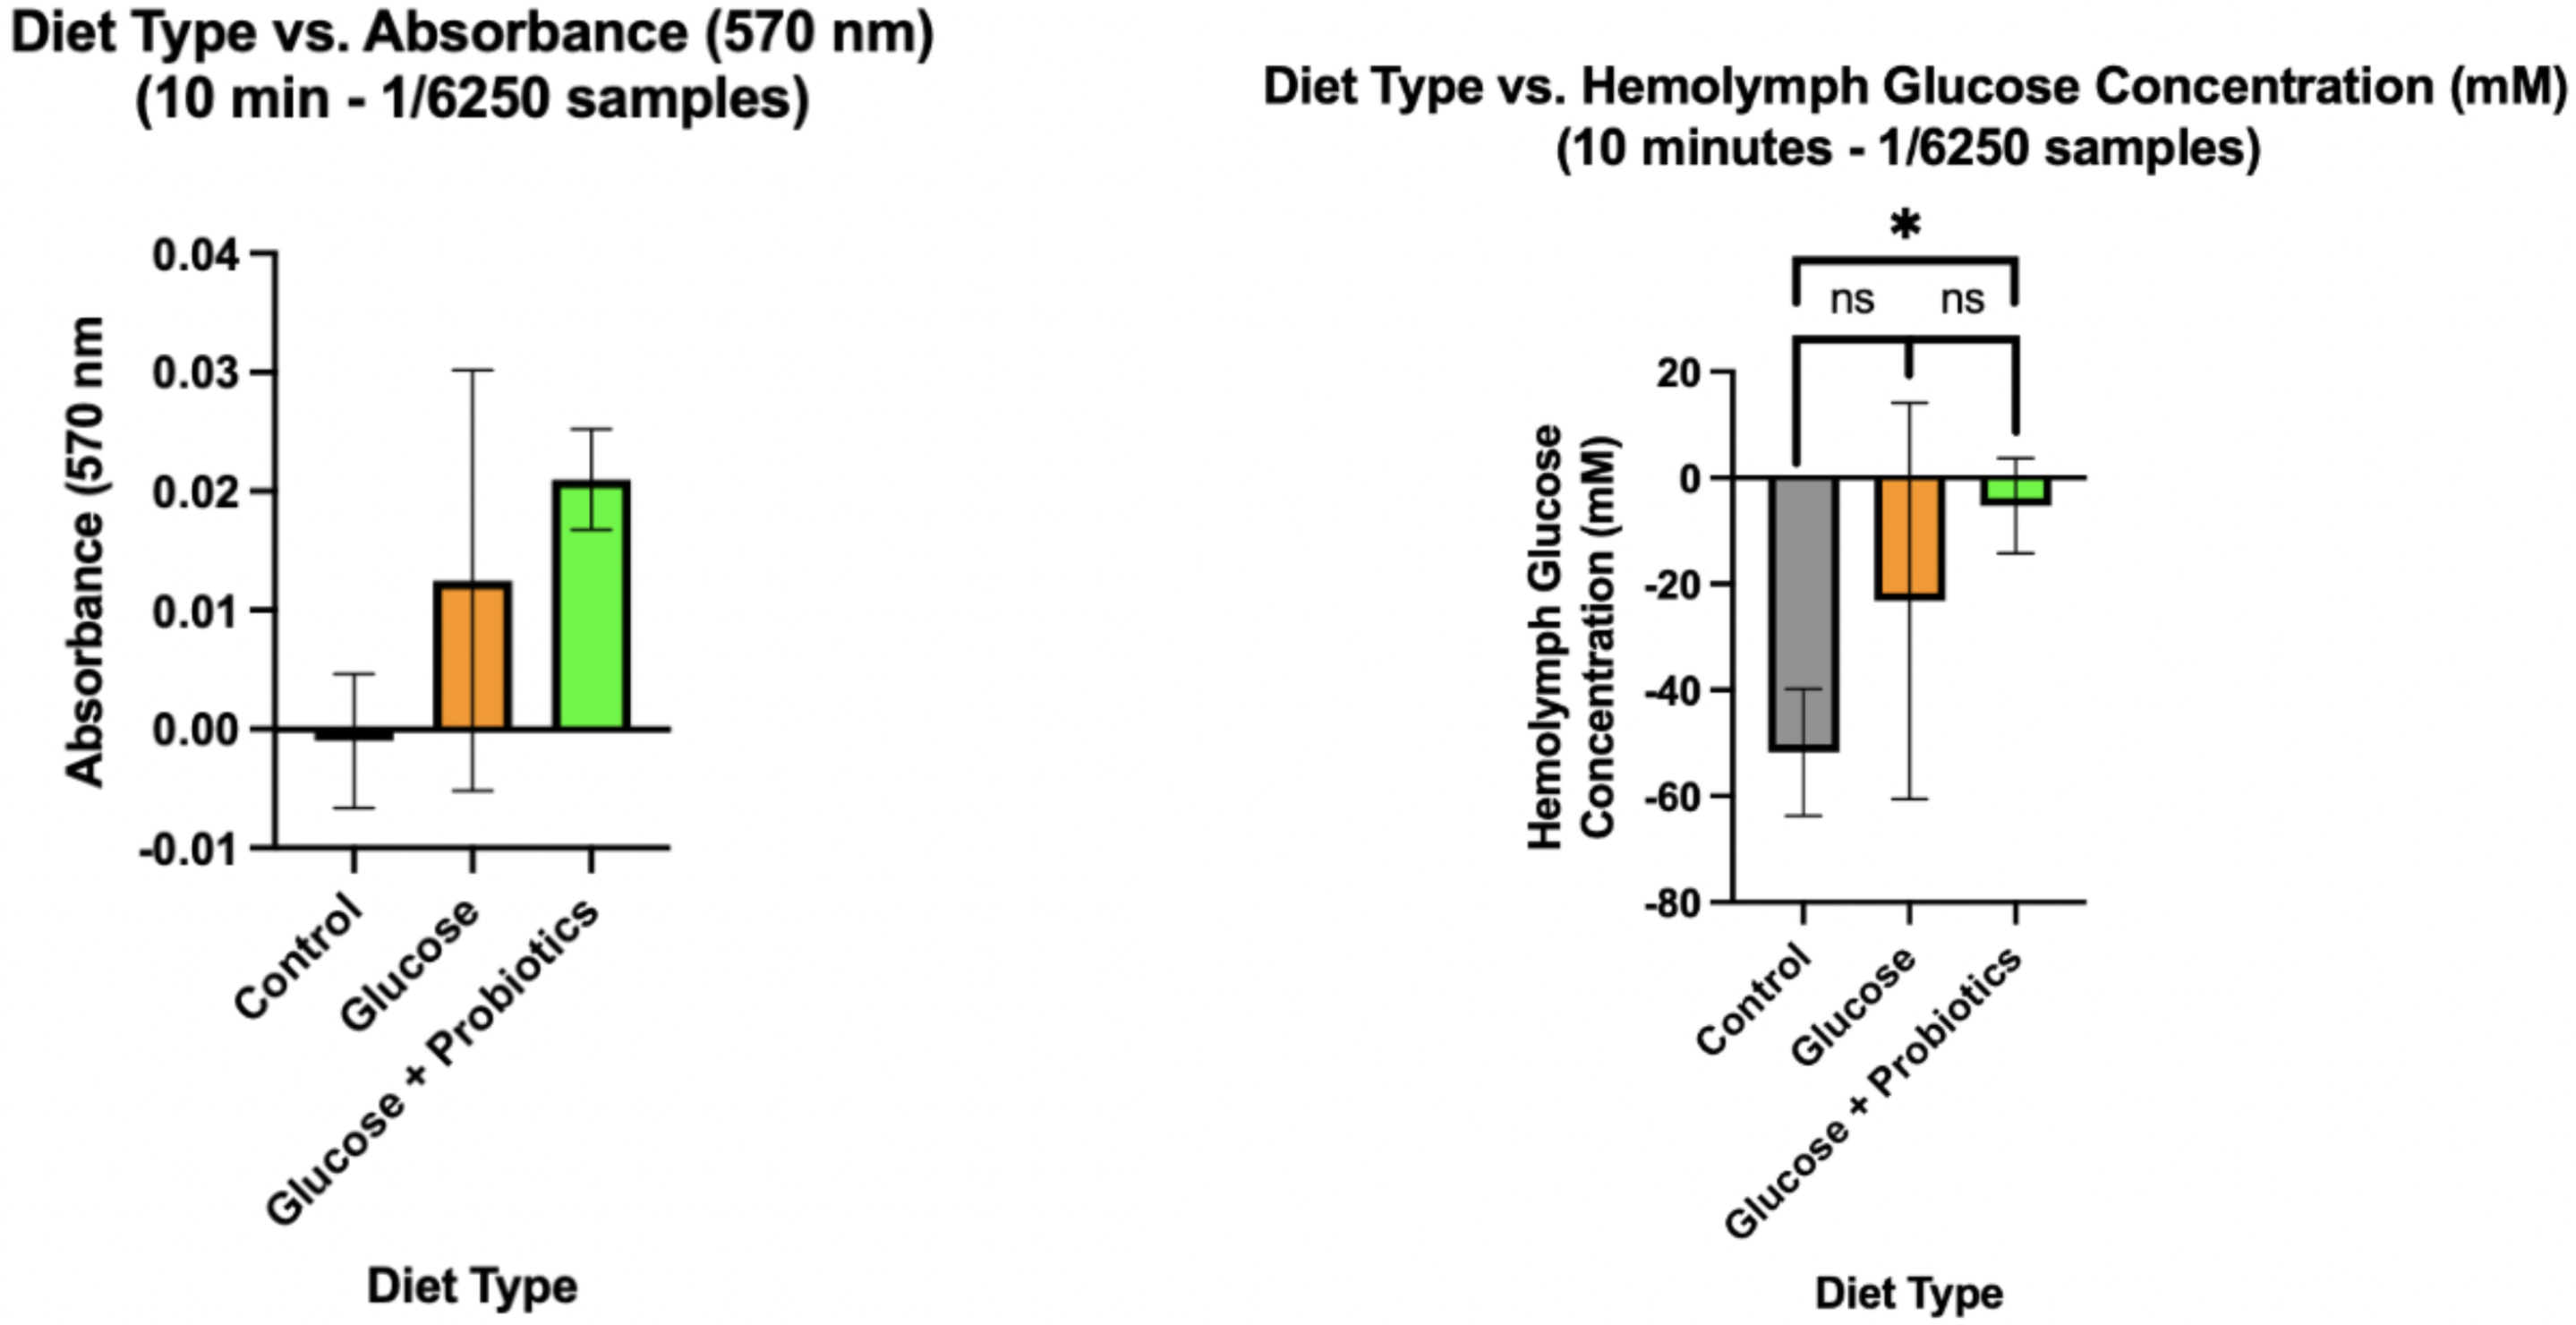 Diet Type vs. Absorbance (570 nm)
(10 min - 1/6250 samples)
Absorbance (570 nm
0.04
0.03
0.02
0.01
0.00
-0.01
Control
Glucose
Glucose + Probiotics
Diet Type
Diet Type vs. Hemolymph Glucose Concentration (mM)
(10 minutes - 1/6250 samples)
*
ns ns
Hemolymph Glucose
Concentration (mM)
20
0
-20
-40
-60
-80
Control
Glucose
Glucose + Probiotics
Diet Type